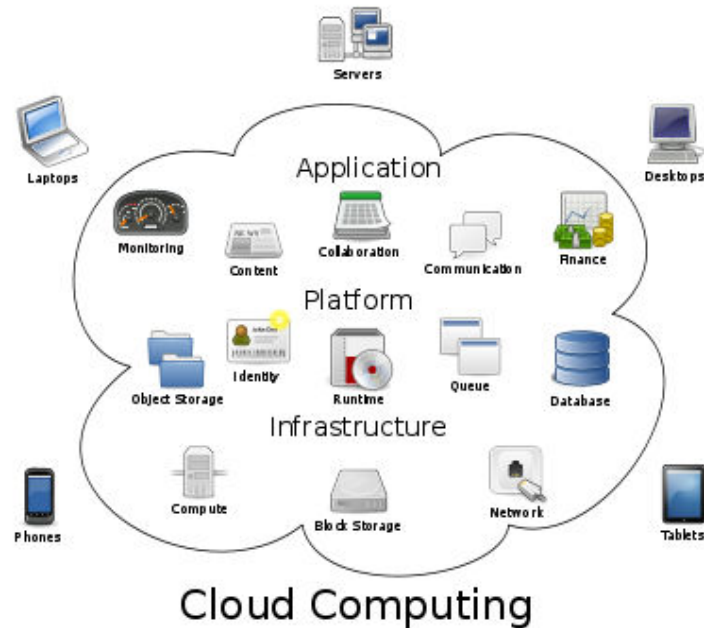 Servers
Laptops
Desktops
Application
Monitoring
Content
Collaboration
Communication
Finance
Platform
Object Storage
Identity
Runtime
Queue
Database
Infrastructure
Compute
Block Storage
Network
Phones
Tablets
Cloud Computing